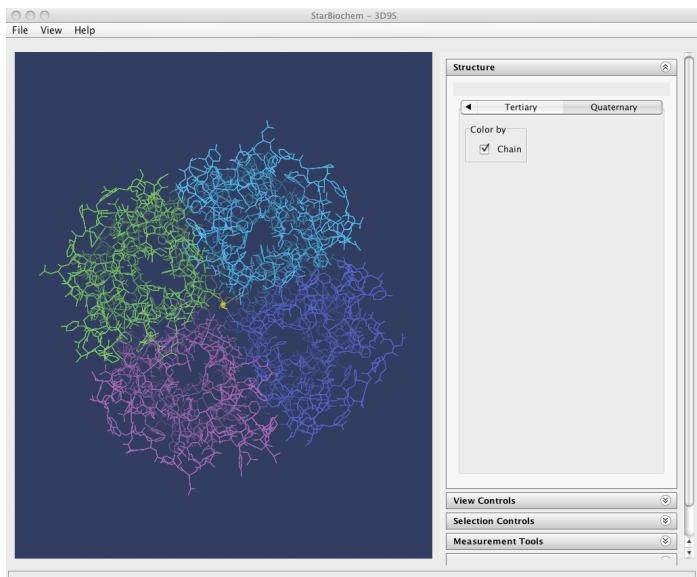 StarBiochem – 3D9S
File View Help
Structure
Tertiary Quaternary
Color by
Chain
View Controls
Selection Controls
Measurement Tools